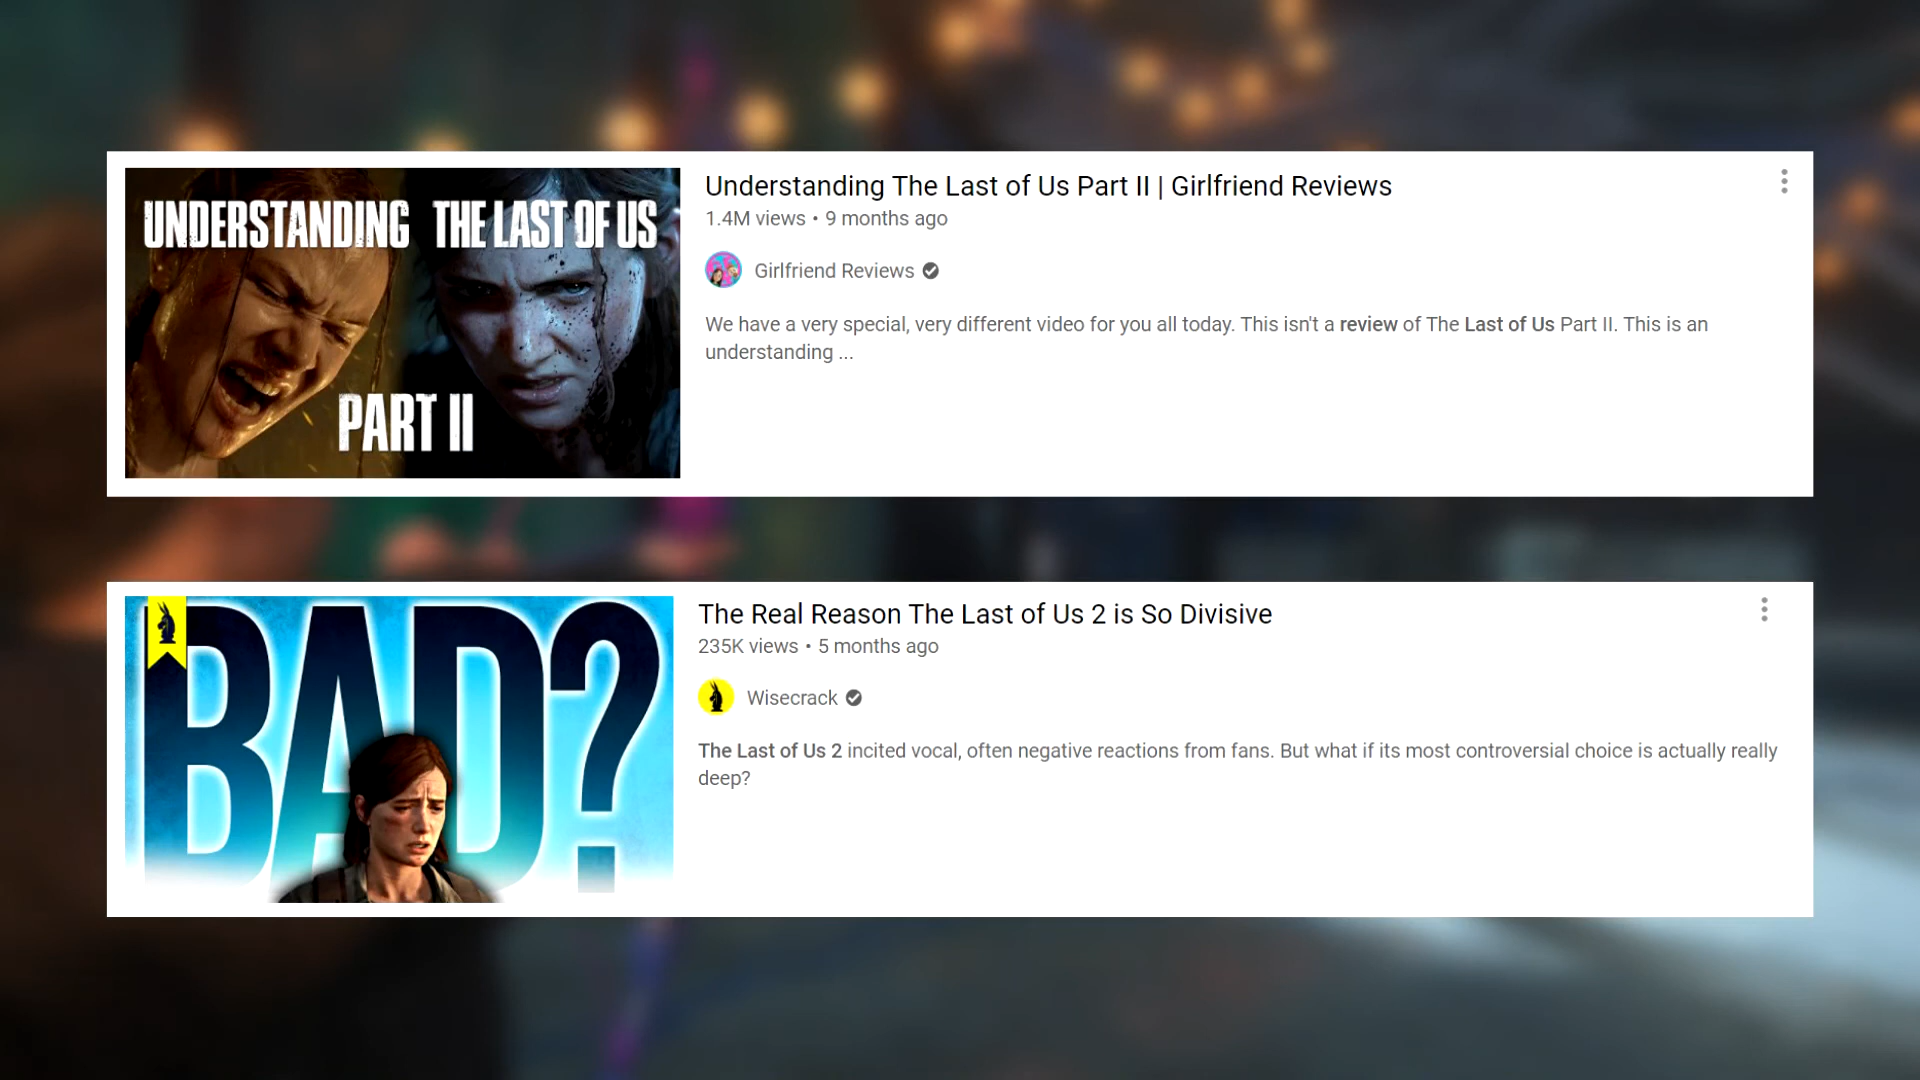 UNDERSTANDING THE LAST OF US
PART II
Understanding The Last of Us Part II | Girlfriend Reviews
1.4M views • 9 months ago
Girlfriend Reviews
We have a very special, very different video for you all today. This isn't a review of The Last of Us Part II. This is an
understanding ...
BAD?
The Real Reason The Last of Us 2 is So Divisive
235K views • 5 months ago
Wisecrack
The Last of Us 2 incited vocal, often negative reactions from fans. But what if its most controversial choice is actually really
deep?